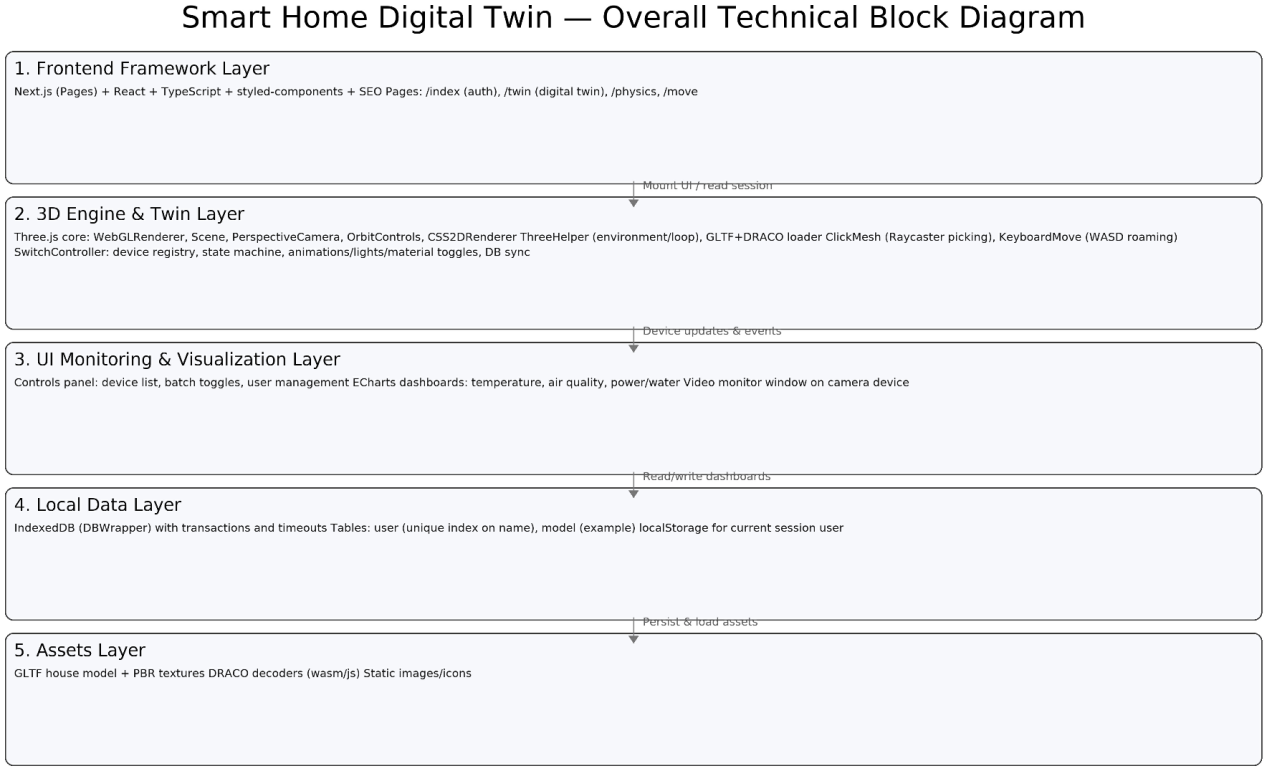 Smart Home Digital Twin — Overall Technical Block Diagram
1. Frontend Framework Layer
Next.js (Pages) + React + TypeScript + styled-components + SEO Pages: /index (auth), /twin (digital twin), /physics, /move
Mount UI / read session
2. 3D Engine & Twin Layer
Three.js core: WebGLRenderer, Scene, PerspectiveCamera, OrbitControls, CSS2DRenderer ThreeHelper (environment/loop), GLTF+DRACO loader ClickMesh (Raycaster picking), KeyboardMove (WASD roaming)
SwitchController: device registry, state machine, animations/lights/material toggles, DB sync
Device updates & events
3. UI Monitoring & Visualization Layer
Controls panel: device list, batch toggles, user management ECharts dashboards: temperature, air quality, power/water Video monitor window on camera device
Read/write dashboards
4. Local Data Layer
IndexedDB (DBWrapper) with transactions and timeouts Tables: user (unique index on name), model (example) localStorage for current session user
Persist & load assets
5. Assets Layer
GLTF house model + PBR textures DRACO decoders (wasm/js) Static images/icons